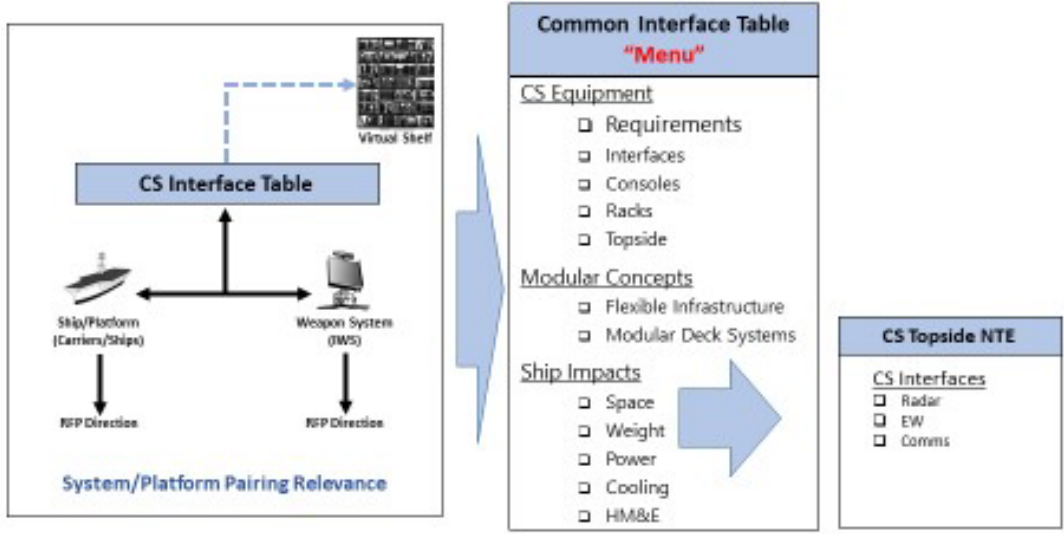 Virtual Shelf
CS Interface Table
Ship/Platform
(Carriers/Ships)
Weapon System
(IWS)
RFP Direction
RFP Direction
System/Platform Pairing Relevance
Common Interface Table
“Menu”
CS Equipment
Requirements
Interfaces
Consoles
Racks
Topside
Modular Concepts
Flexible Infrastructure
Modular Deck Systems
Ship Impacts
Space
Weight
Power
Cooling
HM&E
CS Topside NTE
CS Interfaces
Radar
EW
Comms